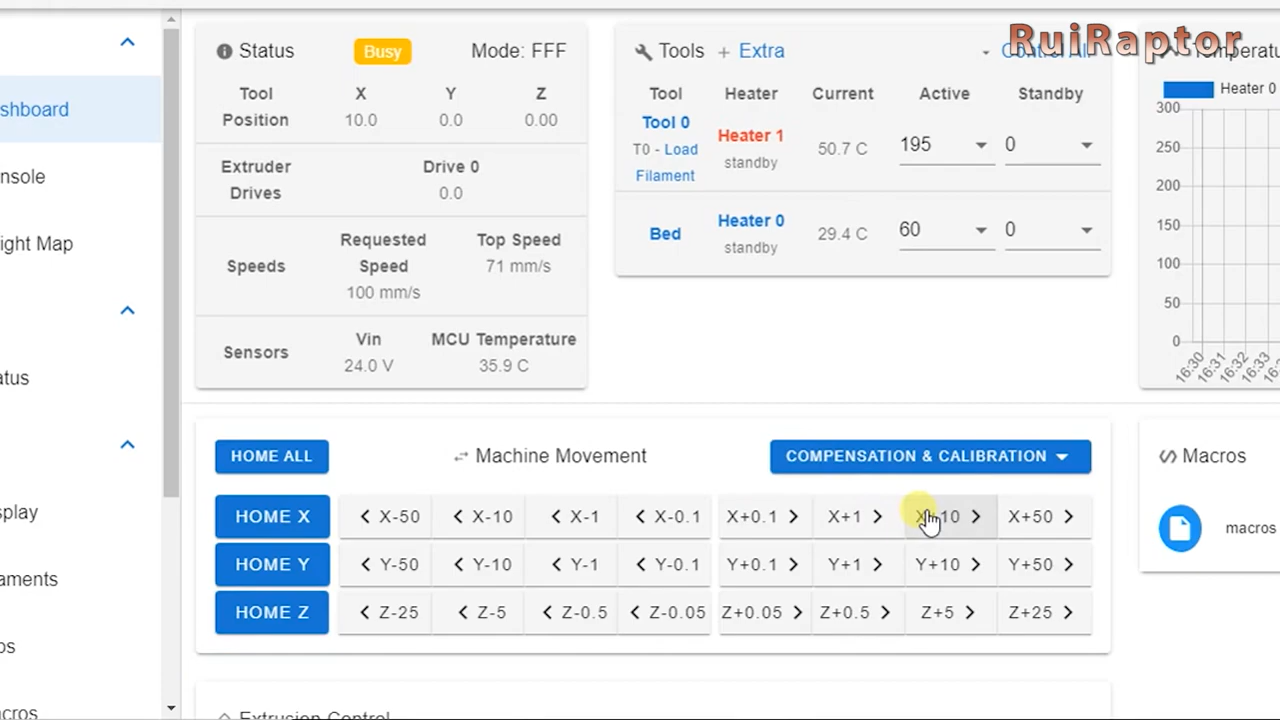 RuiRaptor
Status Busy Mode: FFF
Tool Position X Y Z
10.0 0.0 0.00
Extruder Drives Drive 0
0.0
Speeds Requested Speed Top Speed
100 mm/s 71 mm/s
Sensors Vin MCU Temperature
24.0 V 35.9 C
Tools + Extra
Tool Heater Current Active Standby
Tool 0 Heater 1 50.7 C 195 0
T0 - Load Filament standby
Bed Heater 0 29.4 C 60 0
standby
Heater 0
300
250
200
150
100
50
0
16:30 16:31 16:32 16:33
HOME ALL Machine Movement COMPENSATION & CALIBRATION
HOME X X-50 X-10 X-1 X-0.1 X+0.1 X+1 X+10 X+50
HOME Y Y-50 Y-10 Y-1 Y-0.1 Y+0.1 Y+1 Y+10 Y+50
HOME Z Z-25 Z-5 Z-0.5 Z-0.05 Z+0.05 Z+0.5 Z+5 Z+25
Macros
macros
Extrusion Control
shboard
nsole
ight Map
atus
splay
aments
os
acros